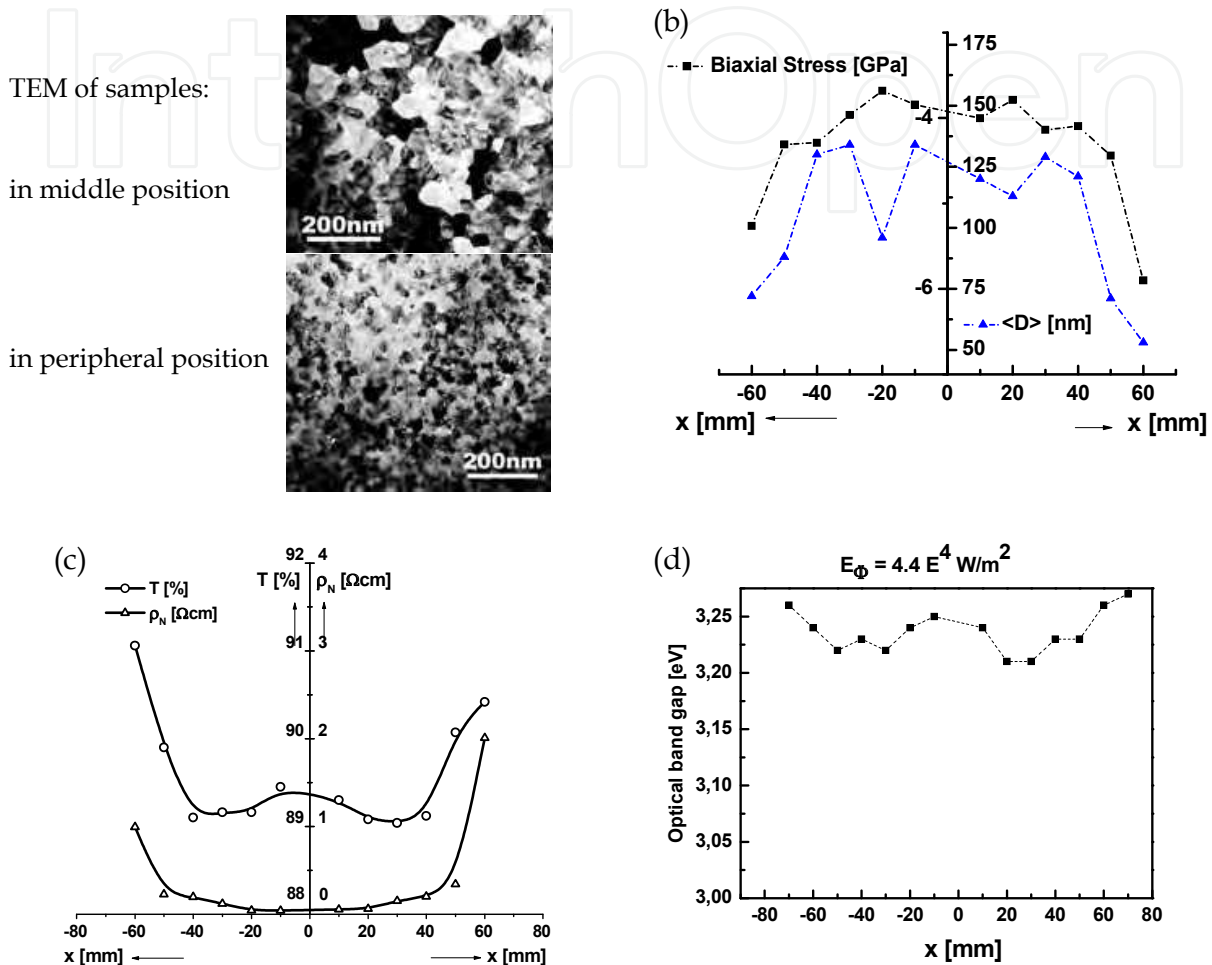 IntechOpen
TEM of samples:
in middle position
in peripheral position
200nm
200nm
(b)
Biaxial Stress [GPa]
<D> [nm]
175
150
-4
125
100
-6
75
50
-60 -40 -20 0 20 40 60
x [mm]
x [mm]
(c)
T [%]
ρN [Ωcm]
92 4
T [%] ρN [Ωcm]
91 3
90 2
89 1
88 0
-80 -60 -40 -20 0 20 40 60 80
x [mm] x [mm]
(d)
EΦ = 4.4 E⁴ W/m²
Optical band gap [eV]
3,25
3,20
3,15
3,10
3,05
3,00
-80 -60 -40 -20 0 20 40 60 80
x [mm]